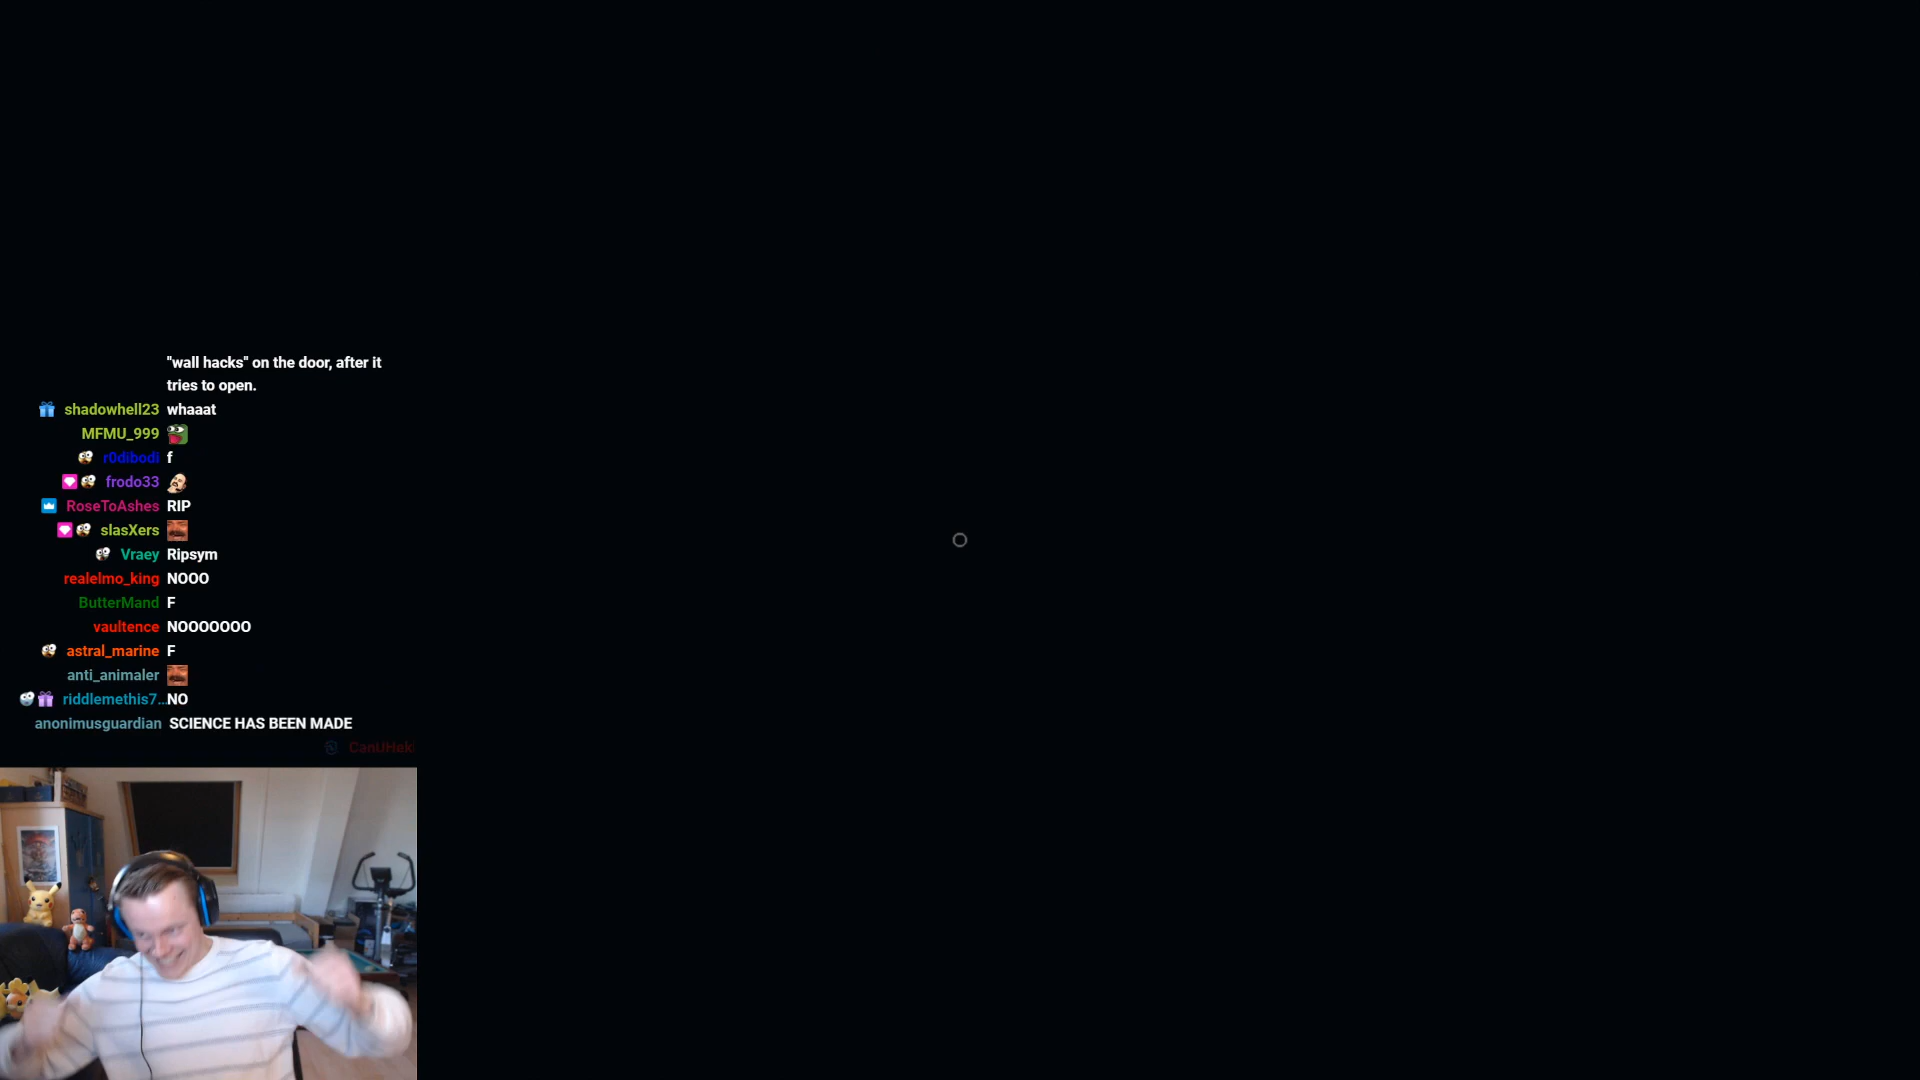 "wall hacks" on the door, after it
tries to open.
shadowhell23 whaaat
MFMU_999
r0dibodi f
frodo33
RoseToAshes RIP
slasXers
Vraey Ripsym
realelmo_king NOOO
ButterMand F
vaultence NOOOOOOO
astral_marine F
anti_animaler
riddlemethis7... NO
anonimusguardian SCIENCE HAS BEEN MADE